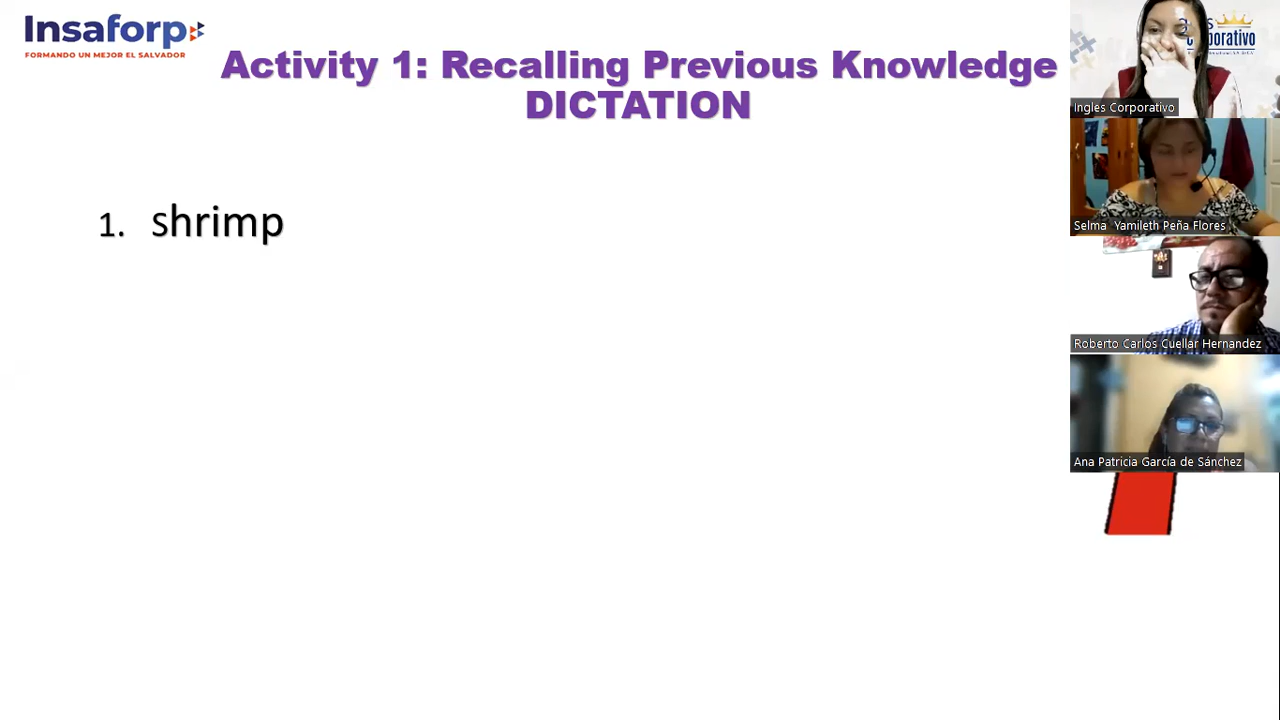 Insaforp
FORMANDO UN MEJOR EL SALVADOR
Activity 1: Recalling Previous Knowledge
DICTATION
1. shrimp
Ingles Corporativo
Selma Yamileth Peña Flores
Roberto Carlos Cuellar Hernandez
Ana Patricia García de Sánchez